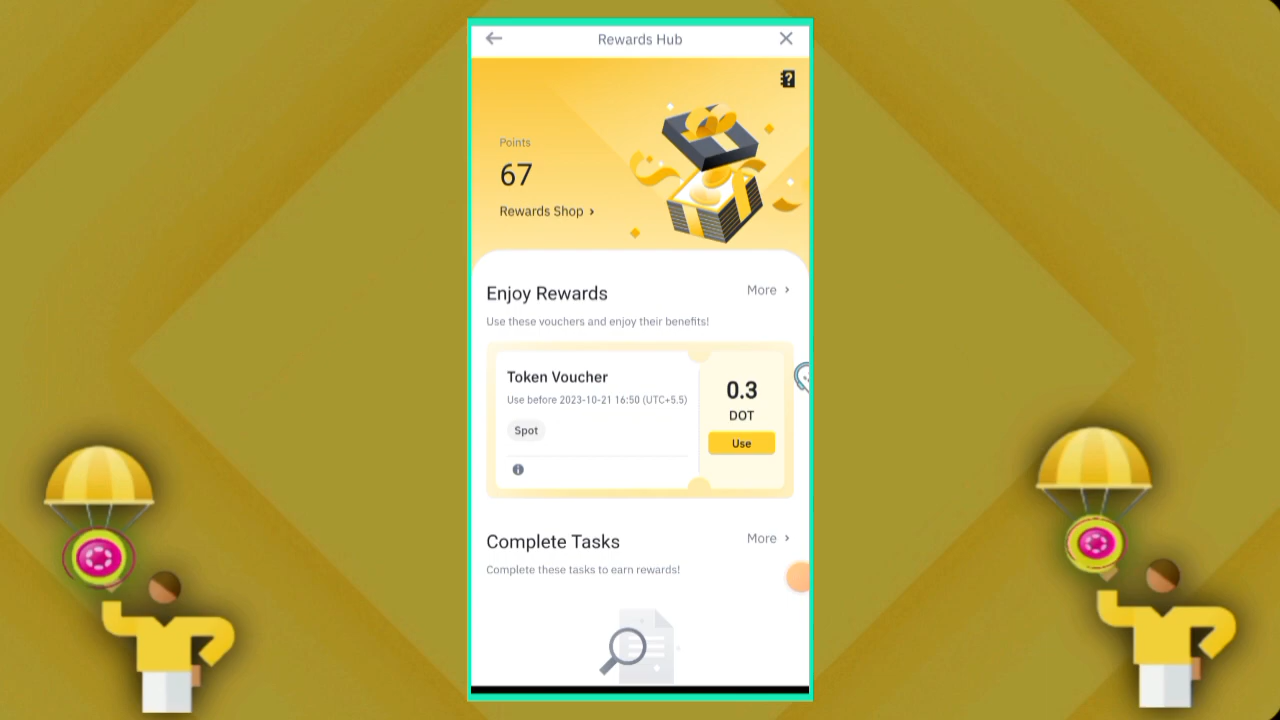 Rewards Hub
Points
67
Rewards Shop
Enjoy Rewards
More
Use these vouchers and enjoy their benefits!
Token Voucher
Use before 2023-10-21 16:50 (UTC+5.5)
Spot
0.3
DOT
Use
Complete Tasks
More
Complete these tasks to earn rewards!